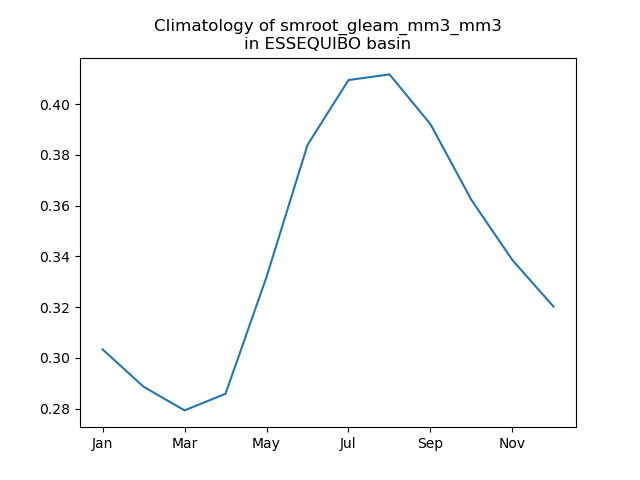 Climatology of smroot_gleam_mm3_mm3
in ESSEQUIBO basin
0.40
0.38
0.36
0.34
0.32
0.30
0.28
Jan Mar May Jul Sep Nov